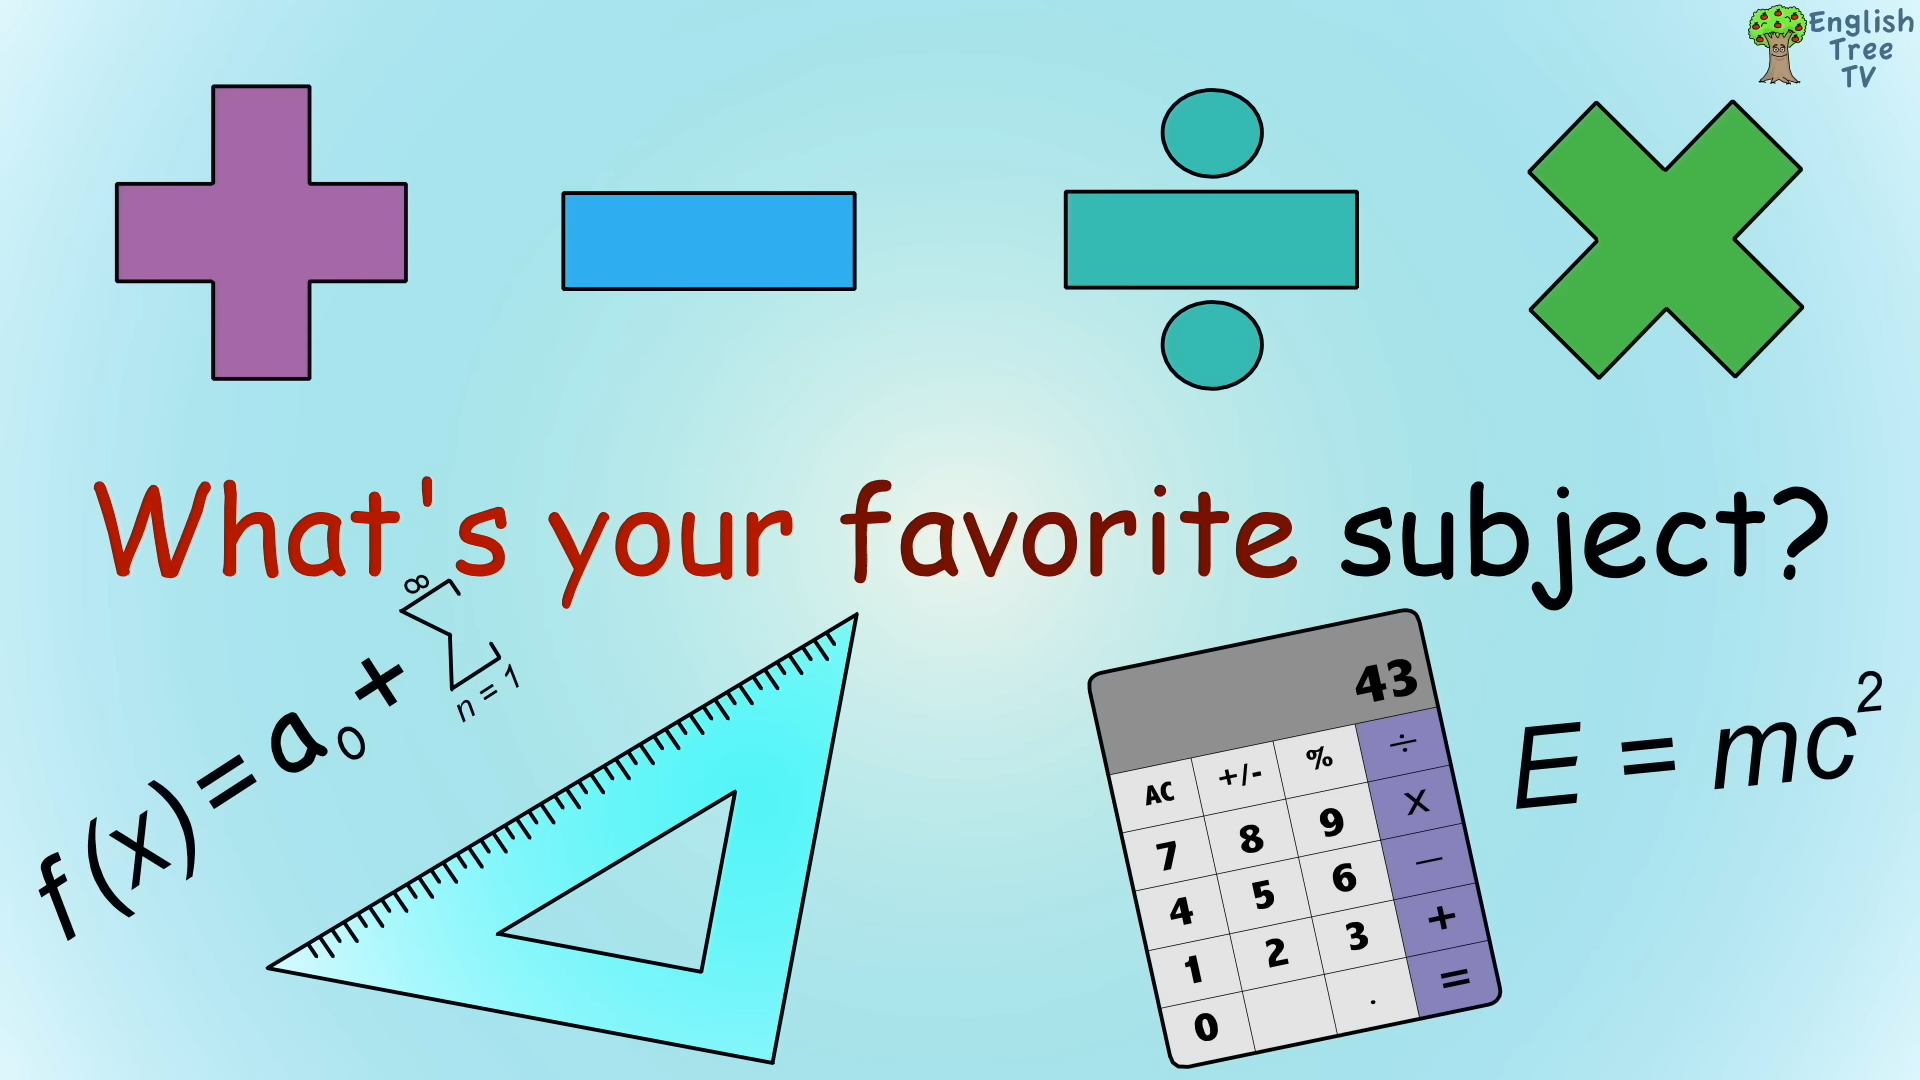 English
Tree
TV
What's your favorite subject?
f(x) = a₀ + ∞ Σ n = 1
43
AC +/- % ÷
7 8 9 X
4 5 6 −
1 2 3 +
0 . =
E = mc²